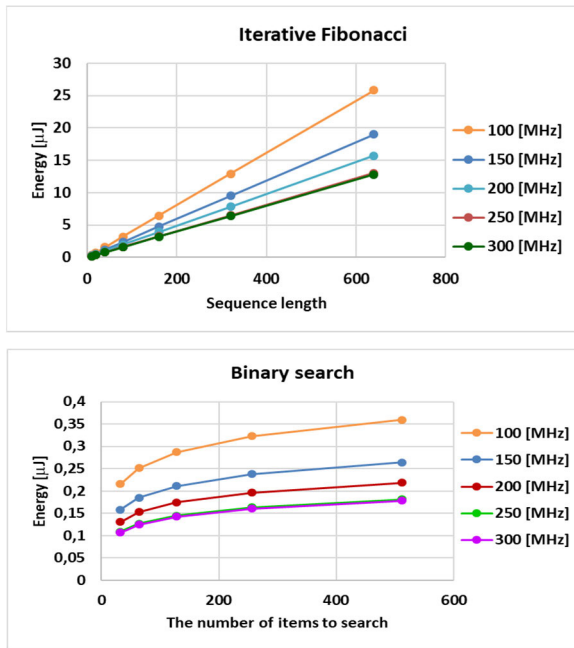 Iterative Fibonacci
30
25
20
15
10
5
0
Energy [µJ]
0 200 400 600 800
Sequence length
100 [MHz]
150 [MHz]
200 [MHz]
250 [MHz]
300 [MHz]
Binary search
0,4
0,35
0,3
0,25
0,2
0,15
0,1
0,05
0
Energy [µJ]
0 200 400 600
The number of items to search
100 [MHz]
150 [MHz]
200 [MHz]
250 [MHz]
300 [MHz]